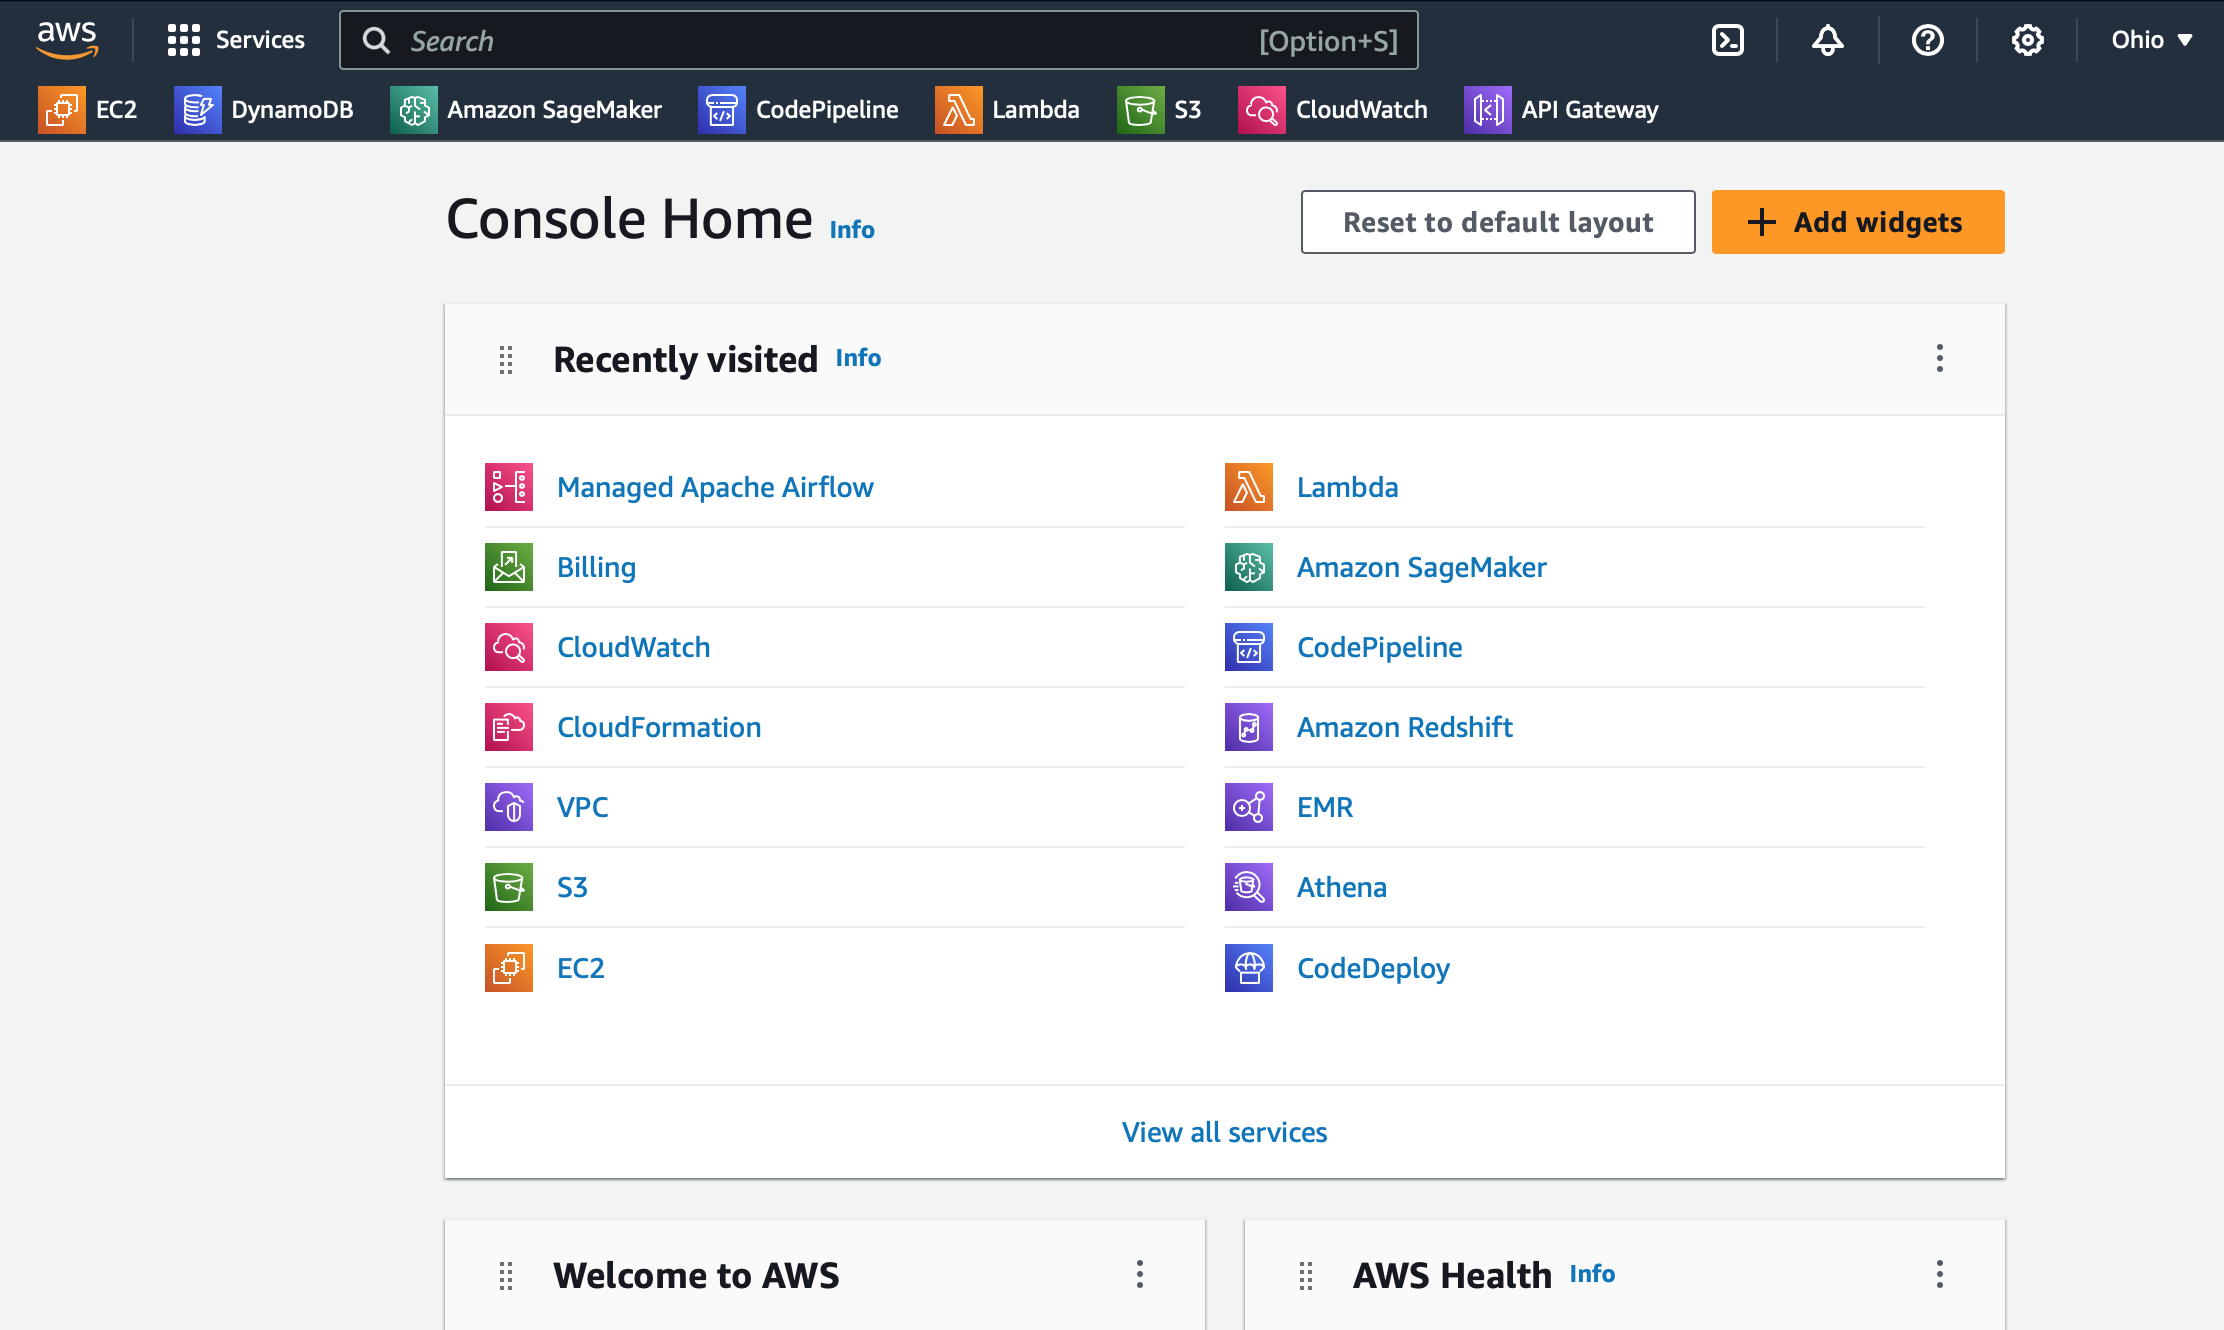 aws Services Search [Option+S] Ohio
EC2 DynamoDB Amazon SageMaker CodePipeline Lambda S3 CloudWatch API Gateway
Console Home Info
Reset to default layout
Add widgets
Recently visited Info
Managed Apache Airflow
Billing
CloudWatch
CloudFormation
VPC
S3
EC2
Lambda
Amazon SageMaker
CodePipeline
Amazon Redshift
EMR
Athena
CodeDeploy
View all services
Welcome to AWS
AWS Health Info